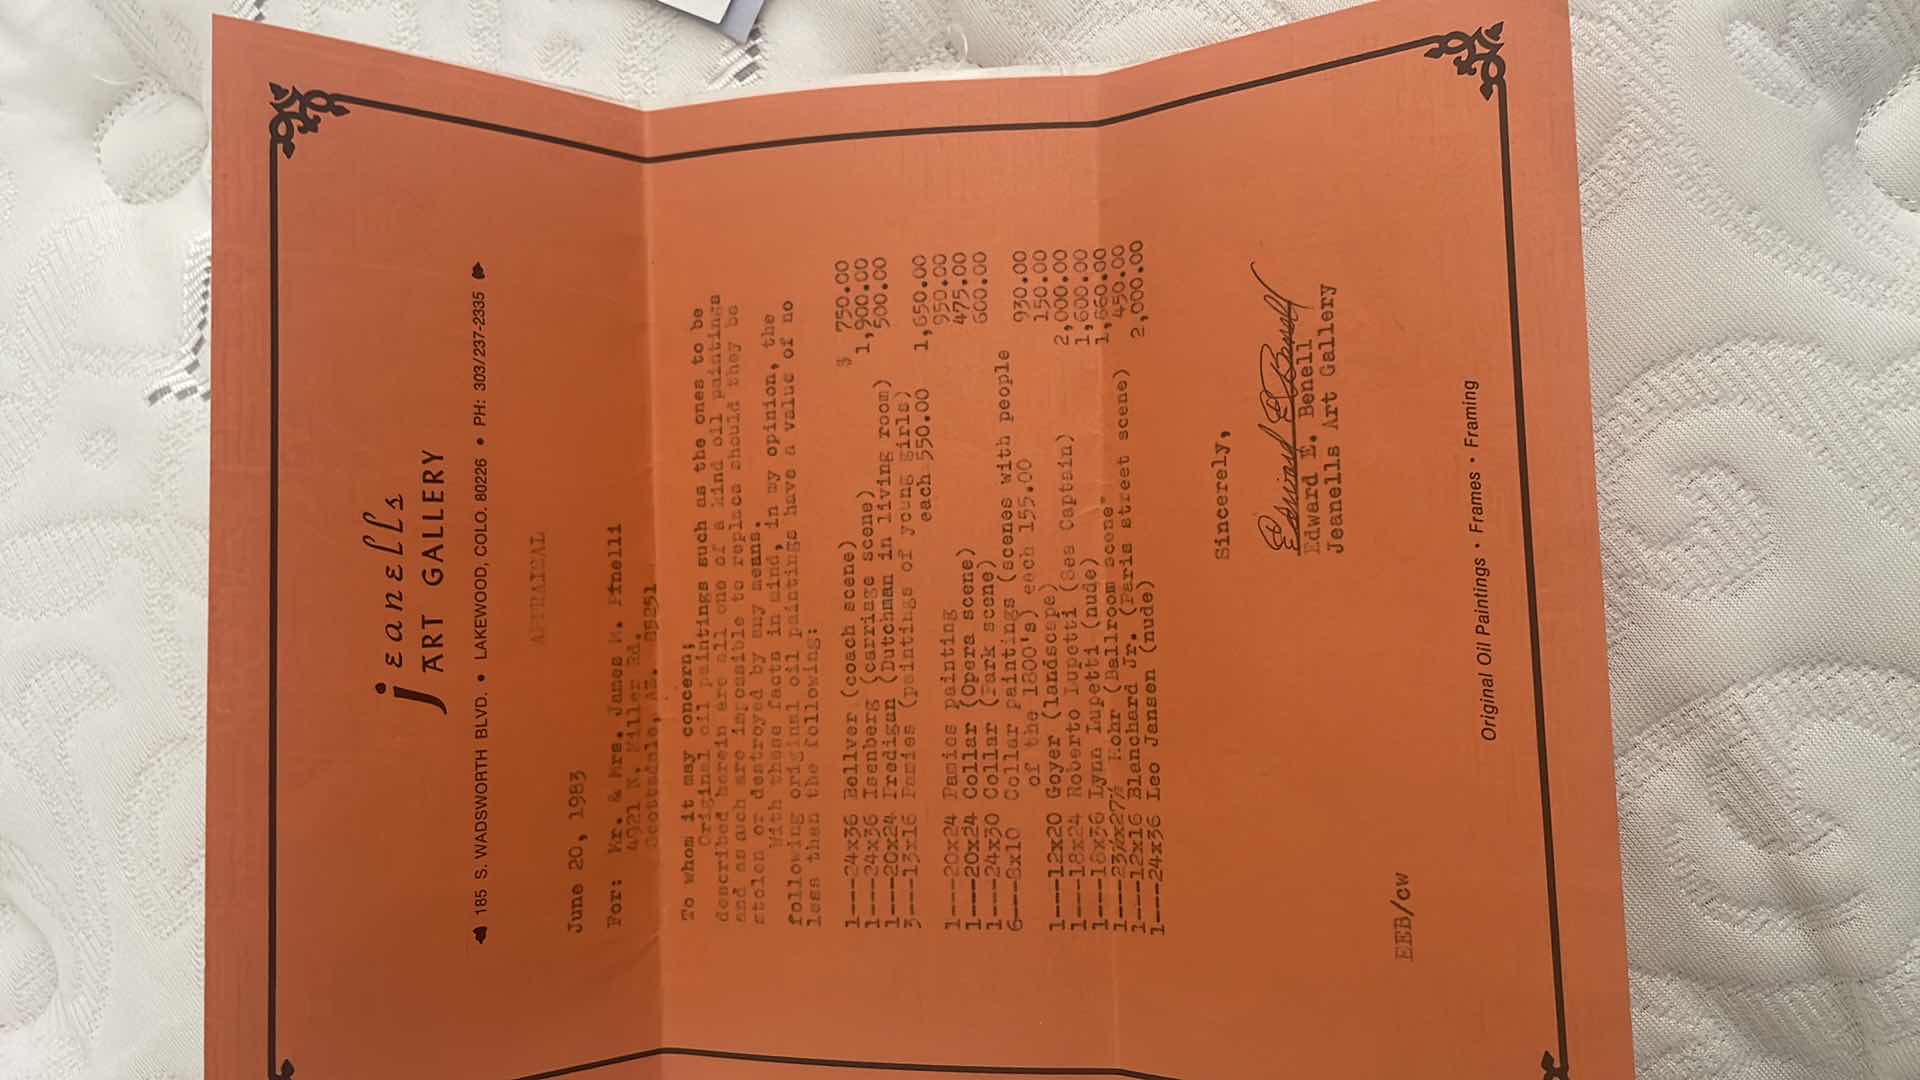 jeanells
ART GALLERY
185 S. WADSWORTH BLVD. • LAKEWOOD, COLO. 80226 • PH: 303/237-2335
APPRAISAL
June 20, 1983
For: Mr. & Mrs. James M. Pinelli
4921 N. Miller Rd.
Scottsdale, AZ. 85251
To whom it may concern;
Original oil paintings such as the ones to be
described herein are all one of a kind oil paintings
and as such are impossible to replace should they be
stolen or destroyed by any means.
With these facts in mind, in my opinion, the
following original oil paintings have a value of no
less than the following:
1---24x36 Bellver (coach scene) $ 750.00
1---24x36 Isenberg (carriage scene) 1,900.00
1---20x24 Fredigan (Dutchman in living room) 500.00
3---13x16 Pamies (paintings of young girls)
each 550.00 1,650.00
1---20x24 Pamies painting 950.00
1---20x24 Collar (Opera scene) 475.00
1---24x30 Collar (Park scene) 600.00
6---8x10 Collar paintings (scenes with people
of the 1800's) each 155.00 930.00
1---12x20 Goyer (landscape) 150.00
1---18x24 Roberto Lupetti (Sea Captain) 2,000.00
1---18x36 Lynn Lupetti (nude) 1,600.00
1---23½x27½ Mohr (Ballroom scene 1,860.00
1---12x16 Blanchard Jr. (Paris street scene) 450.00
1---24x36 Leo Jansen (nude) 2,000.00
Sincerely,
Edward E. Benell
Edward E. Benell
Jeanells Art Gallery
EEB/cw
Original Oil Paintings • Frames • Framing